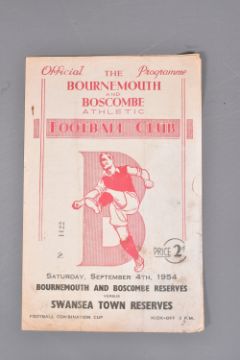 Official THE Programme
BOURNEMOUTH
AND
BOSCOMBE
ATHLETIC
FOOTBALL CLUB
B
PRICE 2D
SATURDAY, SEPTEMBER 4TH, 1954
BOURNEMOUTH AND BOSCOMBE RESERVES
VERSUS
SWANSEA TOWN RESERVES
FOOTBALL COMBINATION CUP KICK-OFF 3 P.M.